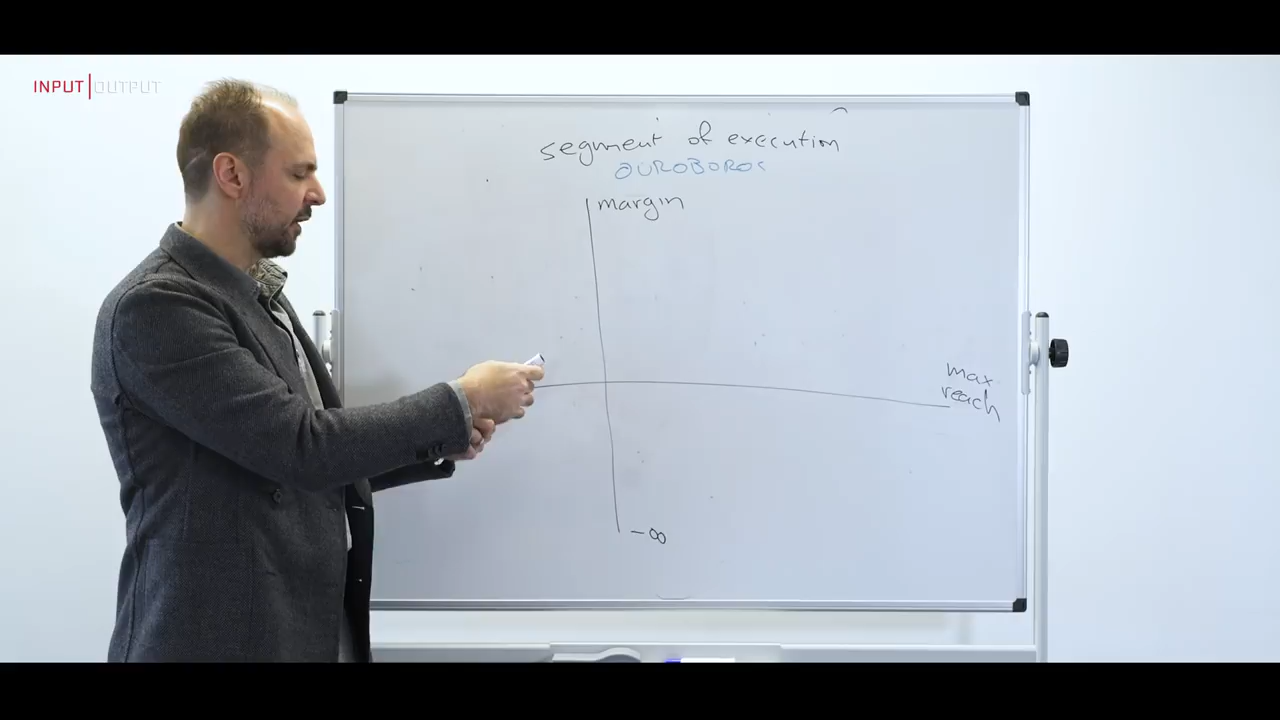 INPUT|OUTPUT
segment of execution
OUROBOROS
margin
max
reach
-∞